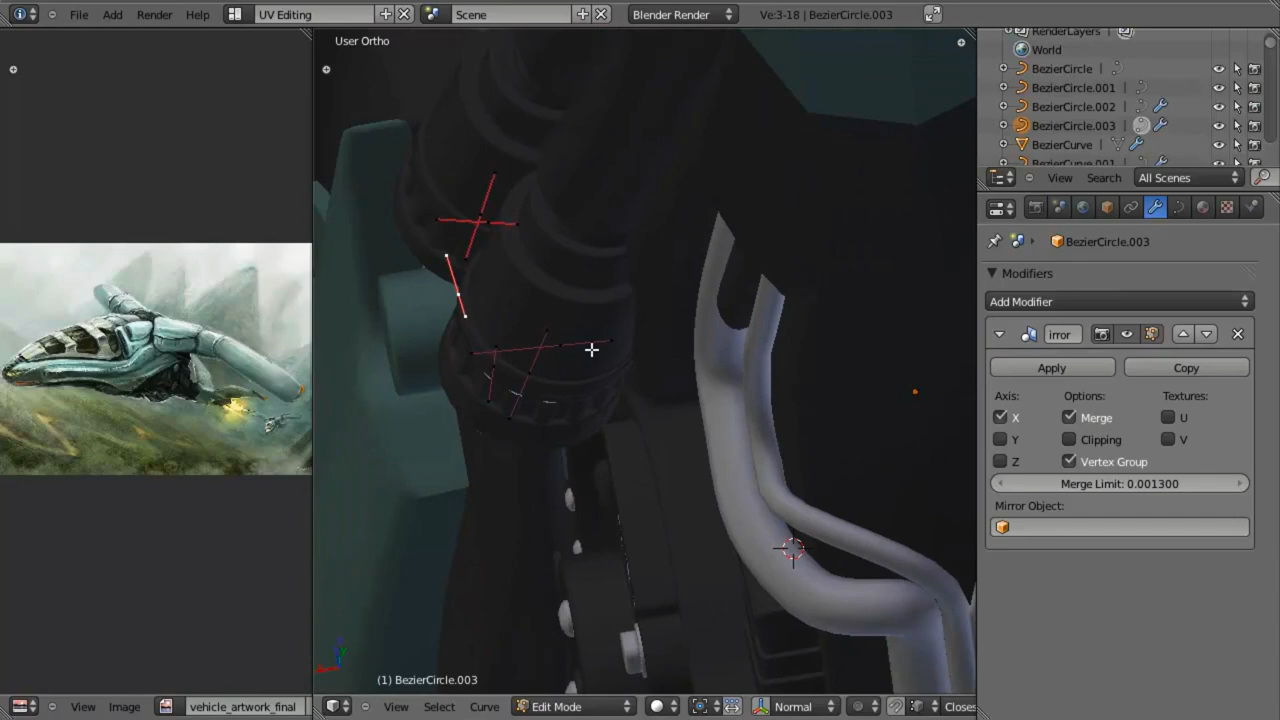 File Add Render Help UV Editing Scene Blender Render Ve:3-18 | BezierCircle.003
User Ortho
RenderLayers |
World
BezierCircle |
BezierCircle.001
BezierCircle.002
BezierCircle.003
BezierCurve
BezierCurve.001
View Search All Scenes
BezierCircle.003
Modifiers
Add Modifier
irror
Apply Copy
Axis: Options: Textures:
X Merge U
Y Clipping V
Z Vertex Group
Merge Limit: 0.001300
Mirror Object:
(1) BezierCircle.003
View Image vehicle_artwork_final View Select Curve Edit Mode Normal Closes